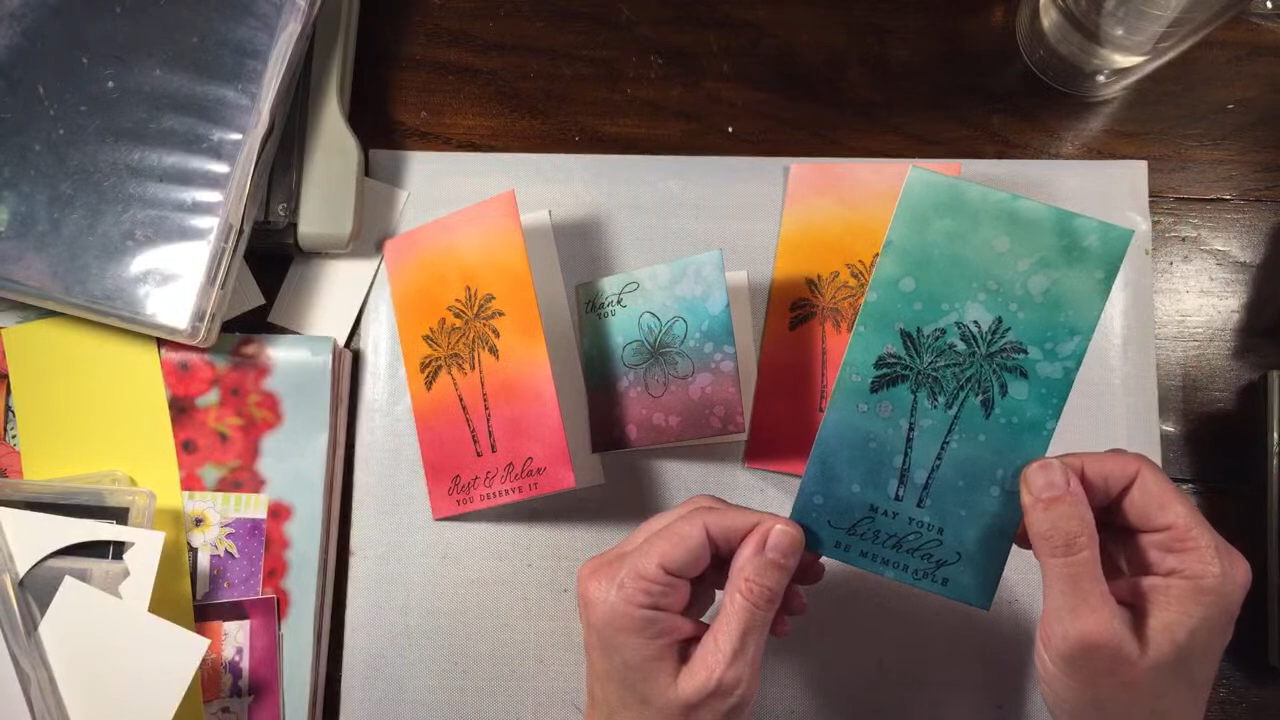 Rest & Relax
YOU DESERVE IT
thank
YOU
MAY YOUR
birthday
BE MEMORABLE